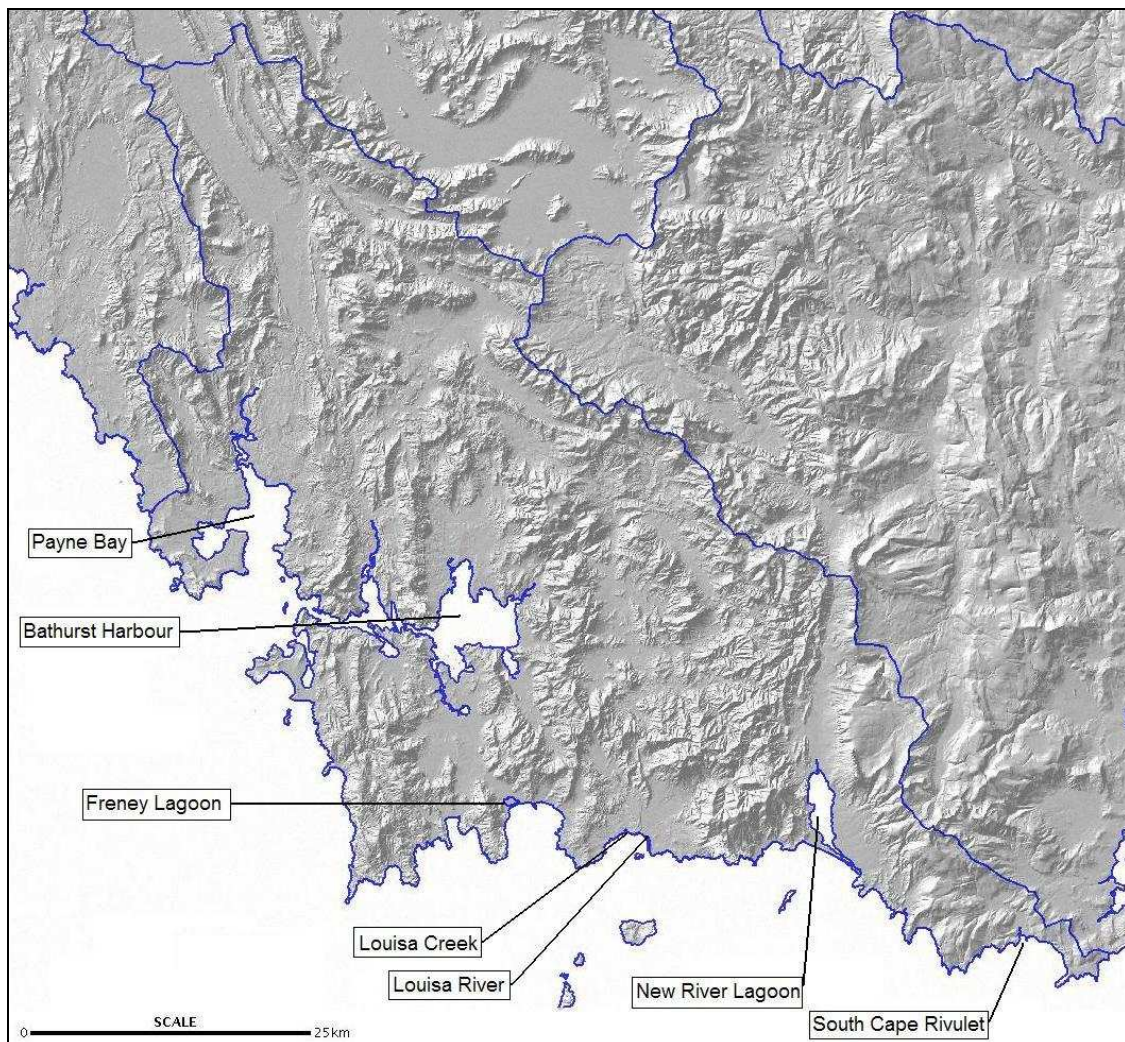 Payne Bay
Bathurst Harbour
Freney Lagoon
Louisa Creek
Louisa River
New River Lagoon
South Cape Rivulet
SCALE
0 25km